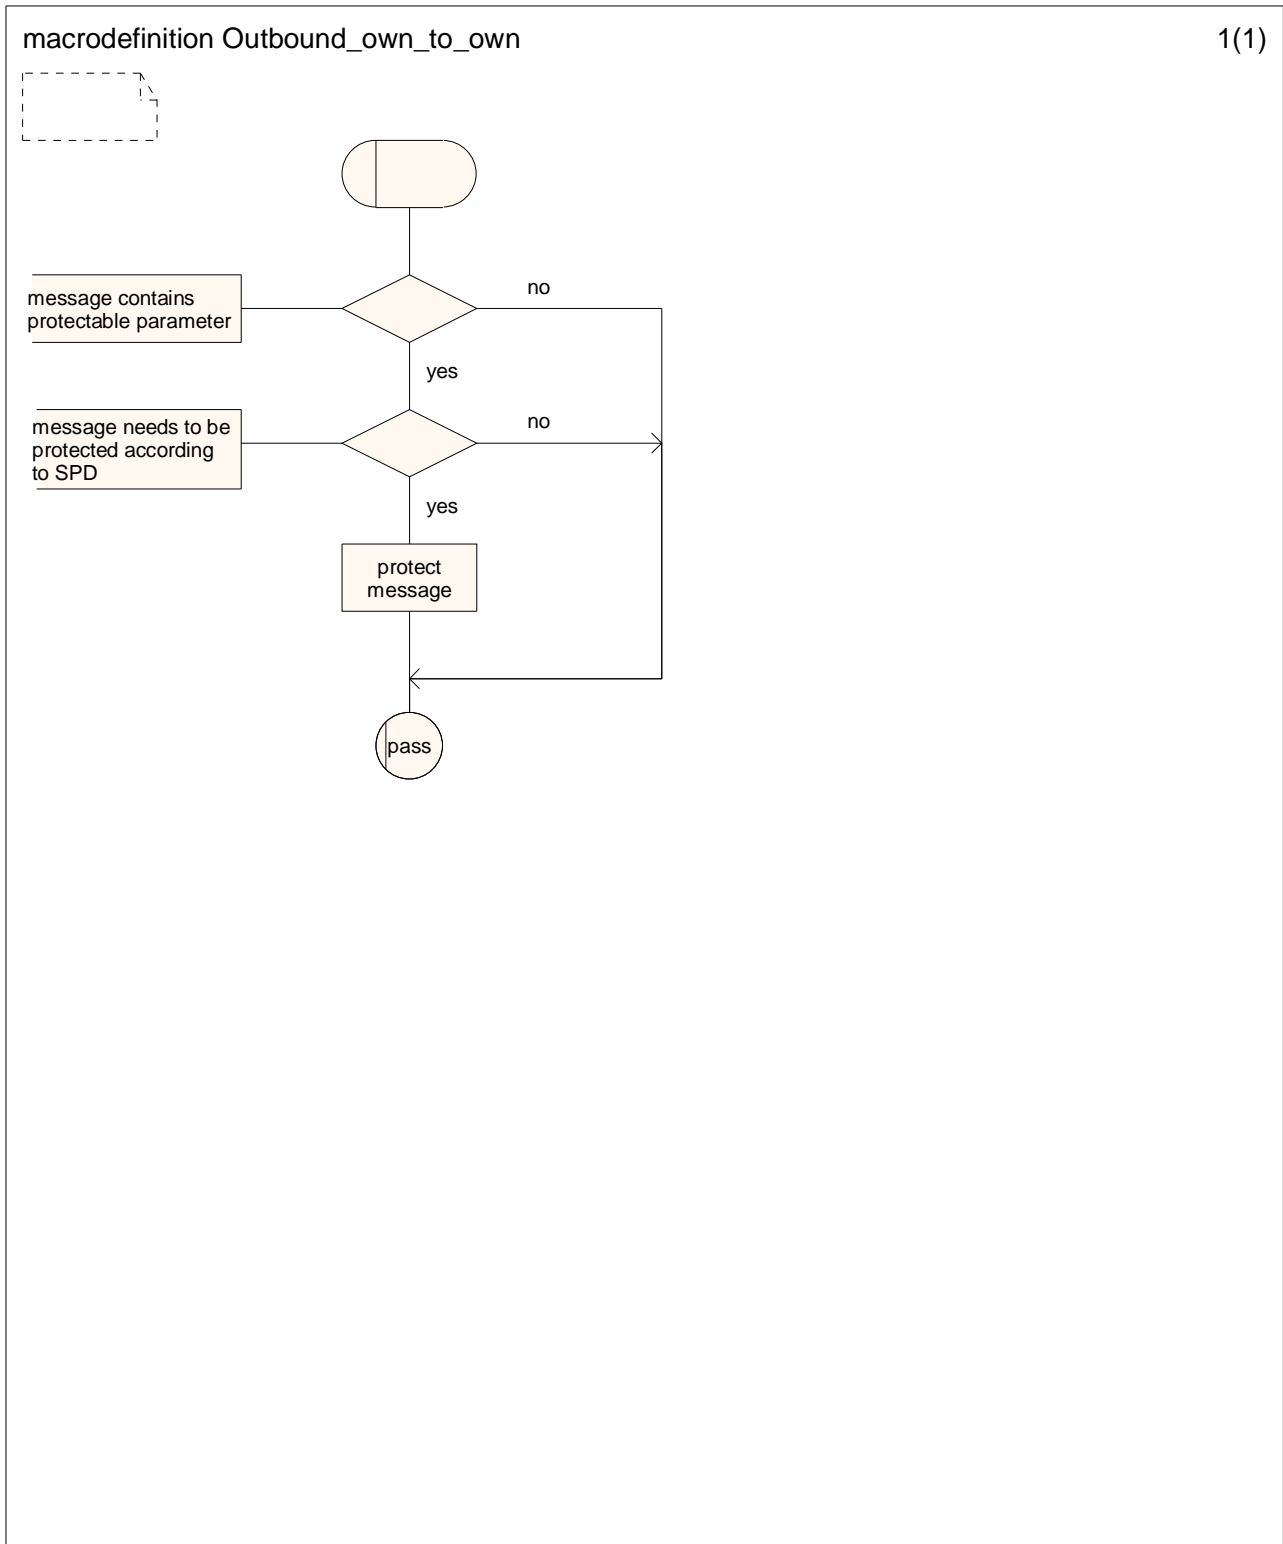 macrodefinition Outbound_own_to_own
1(1)
message contains
protectable parameter
no
yes
message needs to be
protected according
to SPD
no
yes
protect
message
pass